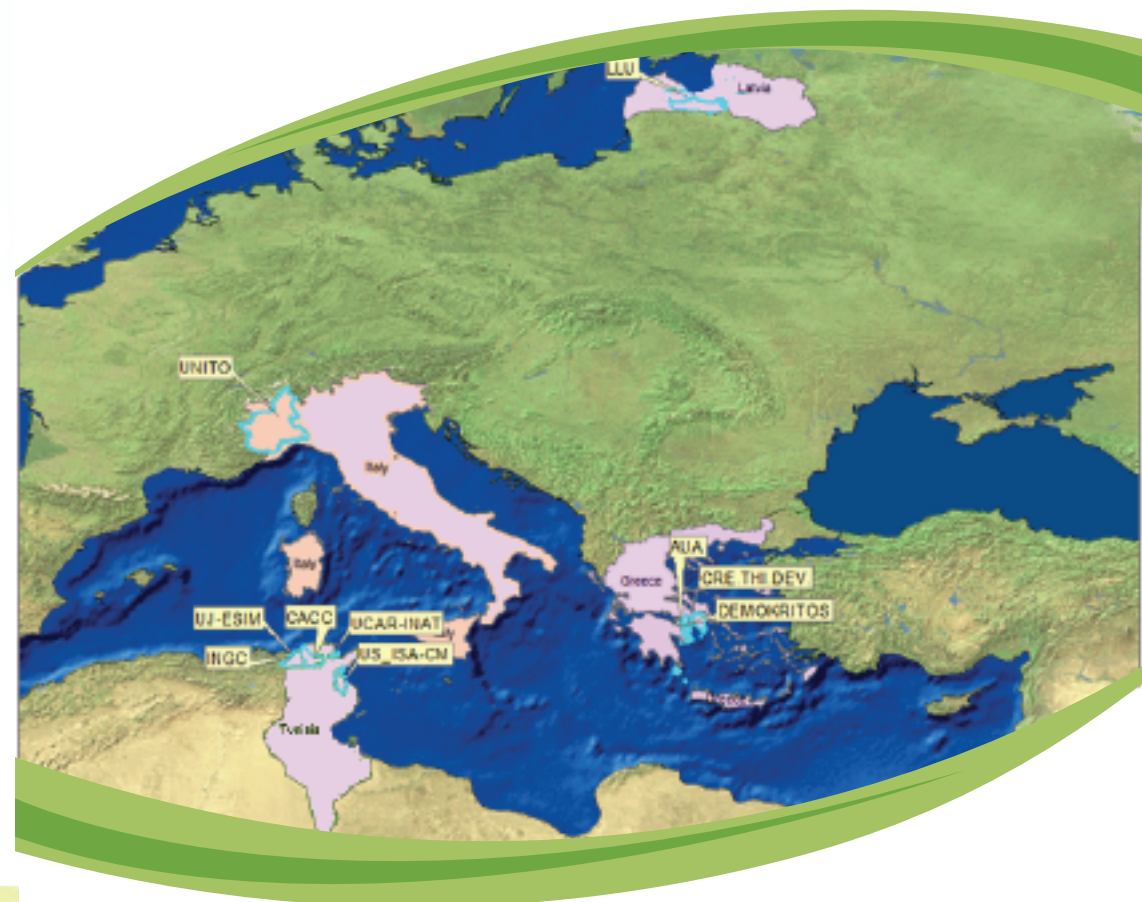 LLU
Latvia
UNITO
Italy
Italy
AUA
Greece
CRE.THI.DEV
DEMOKRITOS
UJ-ESIM
CACC
UCAR-INAT
INGC
US_ISA-CM
Tunisia